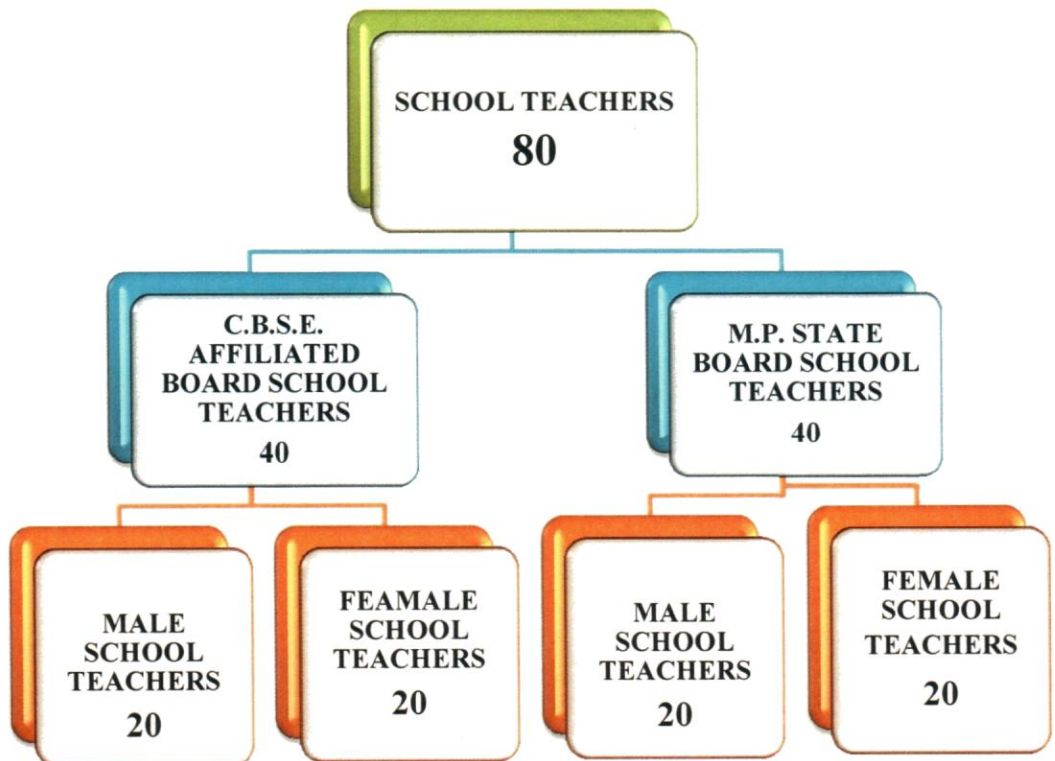 SCHOOL TEACHERS
80
C.B.S.E.
AFFILIATED
BOARD SCHOOL
TEACHERS
40
M.P. STATE
BOARD SCHOOL
TEACHERS
40
MALE
SCHOOL
TEACHERS
20
FEAMALE
SCHOOL
TEACHERS
20
MALE
SCHOOL
TEACHERS
20
FEMALE
SCHOOL
TEACHERS
20